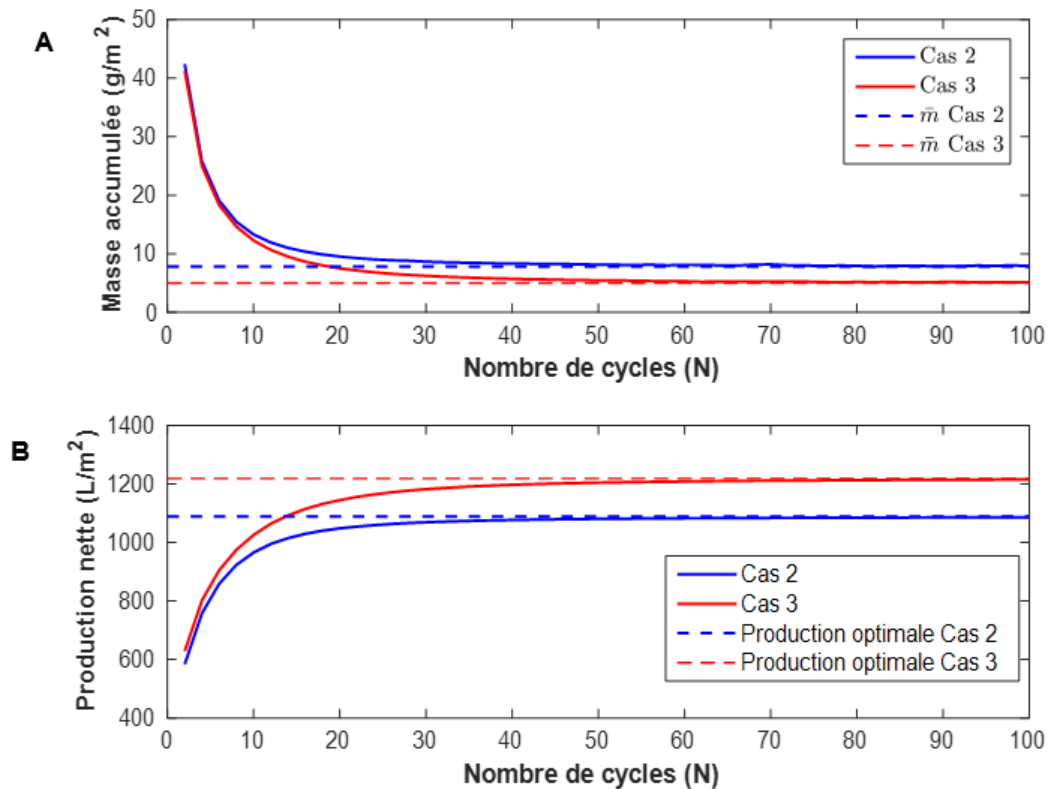 A
Masse accumulée (g/m²)
50
40
30
20
10
0
Cas 2
Cas 3
m̄ Cas 2
m̄ Cas 3
0 10 20 30 40 50 60 70 80 90 100
Nombre de cycles (N)
B
Production nette (L/m²)
1400
1200
1000
800
600
400
Cas 2
Cas 3
Production optimale Cas 2
Production optimale Cas 3
0 10 20 30 40 50 60 70 80 90 100
Nombre de cycles (N)